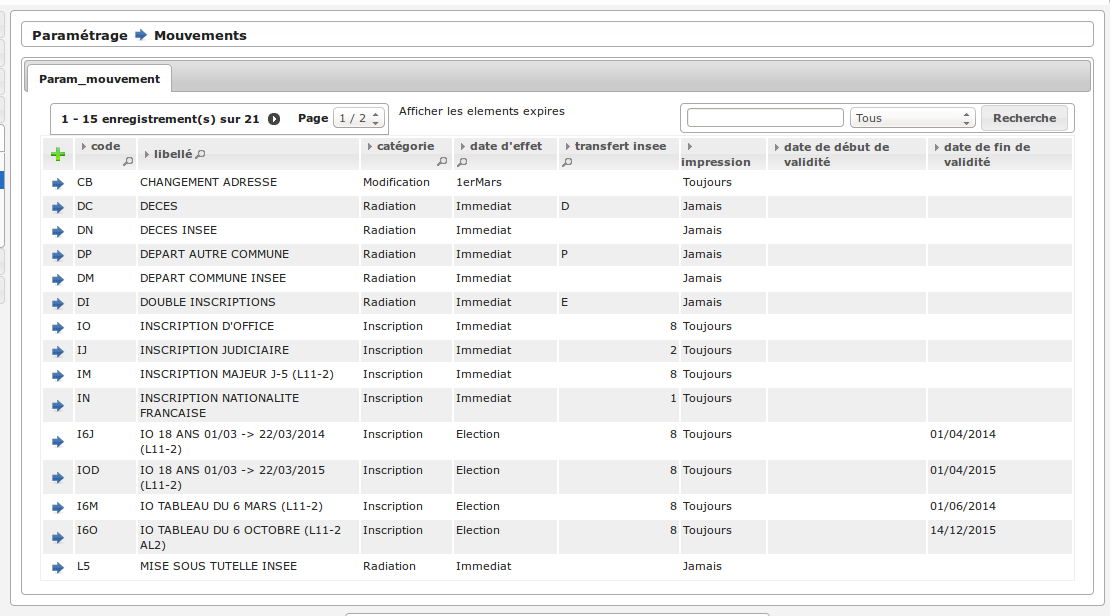 Paramétrage Mouvements
Param_mouvement
1 - 15 enregistrement(s) sur 21 Page 1 / 2 Afficher les elements expires Tous Recherche
code libellé catégorie date d'effet transfert insee impression date de début de validité date de fin de validité
CB CHANGEMENT ADRESSE Modification 1erMars Toujours
DC DECES Radiation Immediat D Jamais
DN DECES INSEE Radiation Immediat Jamais
DP DEPART AUTRE COMMUNE Radiation Immediat P Jamais
DM DEPART COMMUNE INSEE Radiation Immediat Jamais
DI DOUBLE INSCRIPTIONS Radiation Immediat E Jamais
IO INSCRIPTION D'OFFICE Inscription Immediat 8 Toujours
IJ INSCRIPTION JUDICIAIRE Inscription Immediat 2 Toujours
IM INSCRIPTION MAJEUR J-5 (L11-2) Inscription Immediat 8 Toujours
IN INSCRIPTION NATIONALITE Inscription Immediat 1 Toujours
FRANCAISE
I6J IO 18 ANS 01/03 -> 22/03/2014 Inscription Election 8 Toujours 01/04/2014
(L11-2)
IOD IO 18 ANS 01/03 -> 22/03/2015 Inscription Election 8 Toujours 01/04/2015
(L11-2)
I6M IO TABLEAU DU 6 MARS (L11-2) Inscription Election 8 Toujours 01/06/2014
I6O IO TABLEAU DU 6 OCTOBRE (L11-2 Inscription Election 8 Toujours 14/12/2015
AL2)
L5 MISE SOUS TUTELLE INSEE Radiation Immediat Jamais